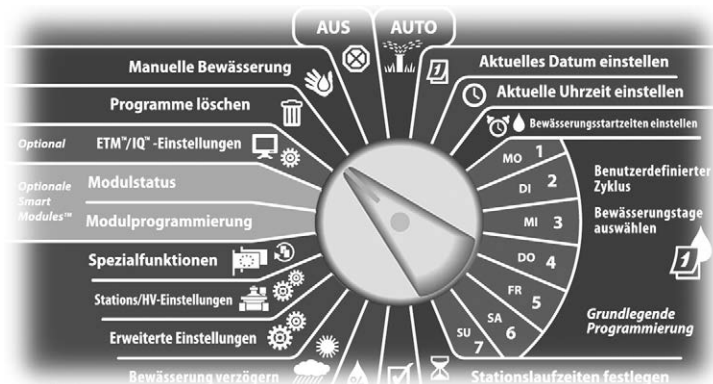 AUS
AUTO
Manuelle Bewässerung
Programme löschen
Optional
ETM™/IQ™ -Einstellungen
Optionale
Smart
Modules™
Modulstatus
Modulprogrammierung
Spezialfunktionen
Stations/HV-Einstellungen
Erweiterte Einstellungen
Bewässerung verzögern
Aktuelles Datum einstellen
Aktuelle Uhrzeit einstellen
Bewässerungsstartzeiten einstellen
MO 1
DI 2
MI 3
DO 4
FR 5
SA 6
SU 7
Benutzerdefinierter
Zyklus
Bewässerungstage
auswählen
1
Grundlegende
Programmierung
Stationslaufzeiten festlegen
1
%